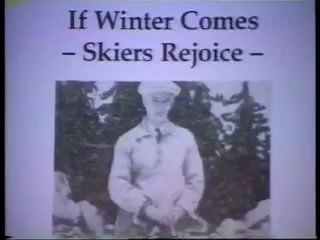 If Winter Comes
– Skiers Rejoice –